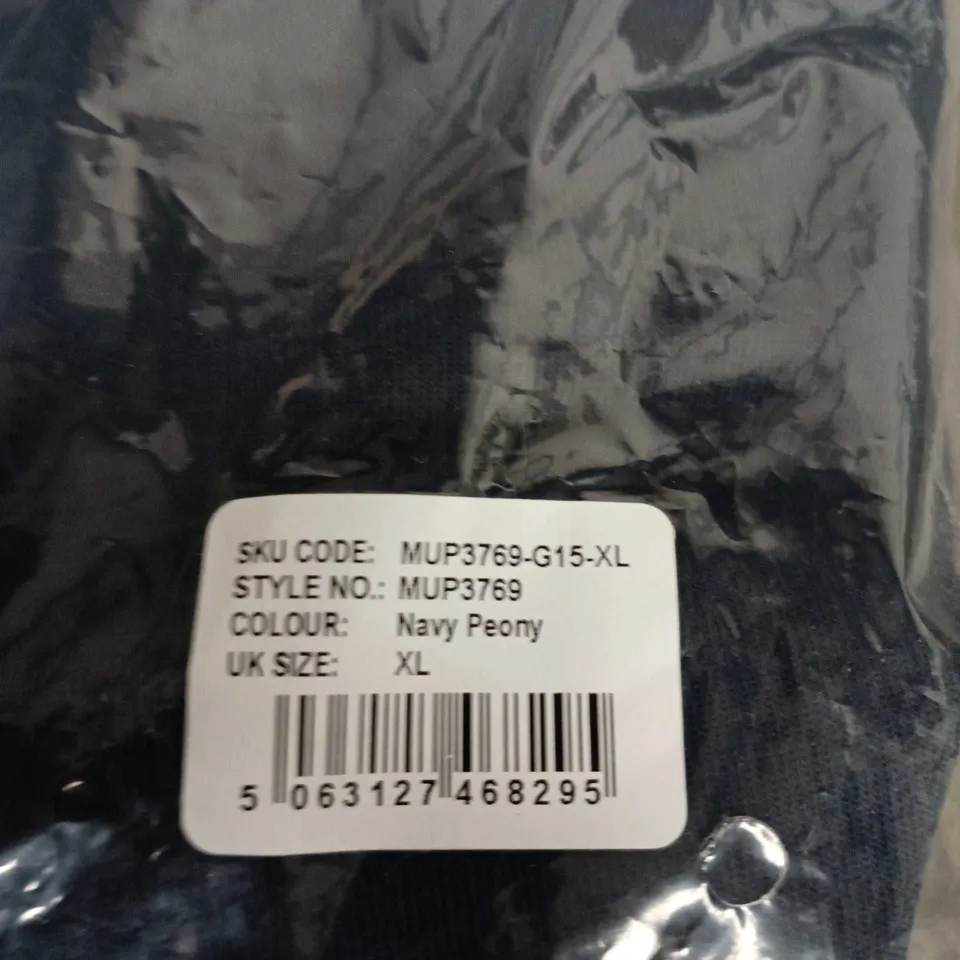 SKU CODE: MUP3769-G15-XL
STYLE NO.: MUP3769
COLOUR: Navy Peony
UK SIZE: XL
5 063127 468295